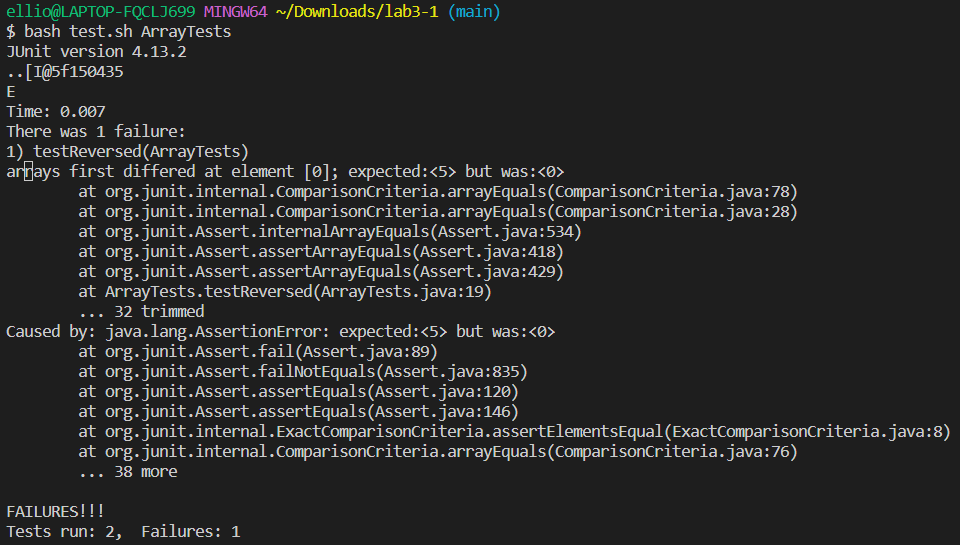 ellio@LAPTOP-FQCLJ699 MINGW64 ~/Downloads/lab3-1 (main)
$ bash test.sh ArrayTests
JUnit version 4.13.2
..[I@5f150435
E
Time: 0.007
There was 1 failure:
1) testReversed(ArrayTests)
arrays first differed at element [0]; expected:<5> but was:<0>
        at org.junit.internal.ComparisonCriteria.arrayEquals(ComparisonCriteria.java:78)
        at org.junit.internal.ComparisonCriteria.arrayEquals(ComparisonCriteria.java:28)
        at org.junit.Assert.internalArrayEquals(Assert.java:534)
        at org.junit.Assert.assertArrayEquals(Assert.java:418)
        at org.junit.Assert.assertArrayEquals(Assert.java:429)
        at ArrayTests.testReversed(ArrayTests.java:19)
        ... 32 trimmed
Caused by: java.lang.AssertionError: expected:<5> but was:<0>
        at org.junit.Assert.fail(Assert.java:89)
        at org.junit.Assert.failNotEquals(Assert.java:835)
        at org.junit.Assert.assertEquals(Assert.java:120)
        at org.junit.Assert.assertEquals(Assert.java:146)
        at org.junit.internal.ExactComparisonCriteria.assertElementsEqual(ExactComparisonCriteria.java:8)
        at org.junit.internal.ComparisonCriteria.arrayEquals(ComparisonCriteria.java:76)
        ... 38 more

FAILURES!!!
Tests run: 2,  Failures: 1